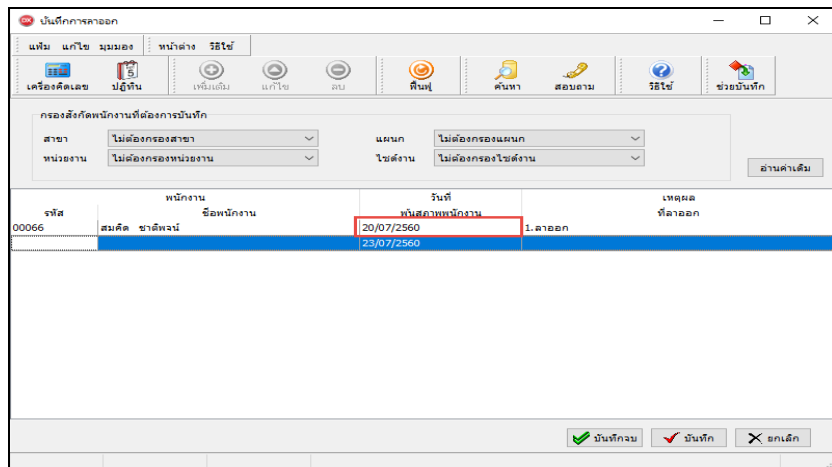 บันทึกการลาออก
แฟ้ม แก้ไข มุมมอง หน้าต่าง วิธีใช้
เครื่องคิดเลข ปฏิทิน เพิ่มเติม แก้ไข ลบ ฟื้นฟู ค้นหา สอบถาม วิธีใช้ ช่วยบันทึก
กรองสังกัดพนักงานที่ต้องการบันทึก
สาขา ไม่ต้องกรองสาขา แผนก ไม่ต้องกรองแผนก
หน่วยงาน ไม่ต้องกรองหน่วยงาน ไซด์งาน ไม่ต้องกรองไซด์งาน
อ่านค่าเดิม
พนักงาน วันที่ เหตุผล
รหัส ชื่อพนักงาน พ้นสภาพพนักงาน ที่ลาออก
00066 สมคิด ชาติพจน์ 20/07/2560 1.ลาออก
23/07/2560
บันทึกจบ บันทึก ยกเลิก